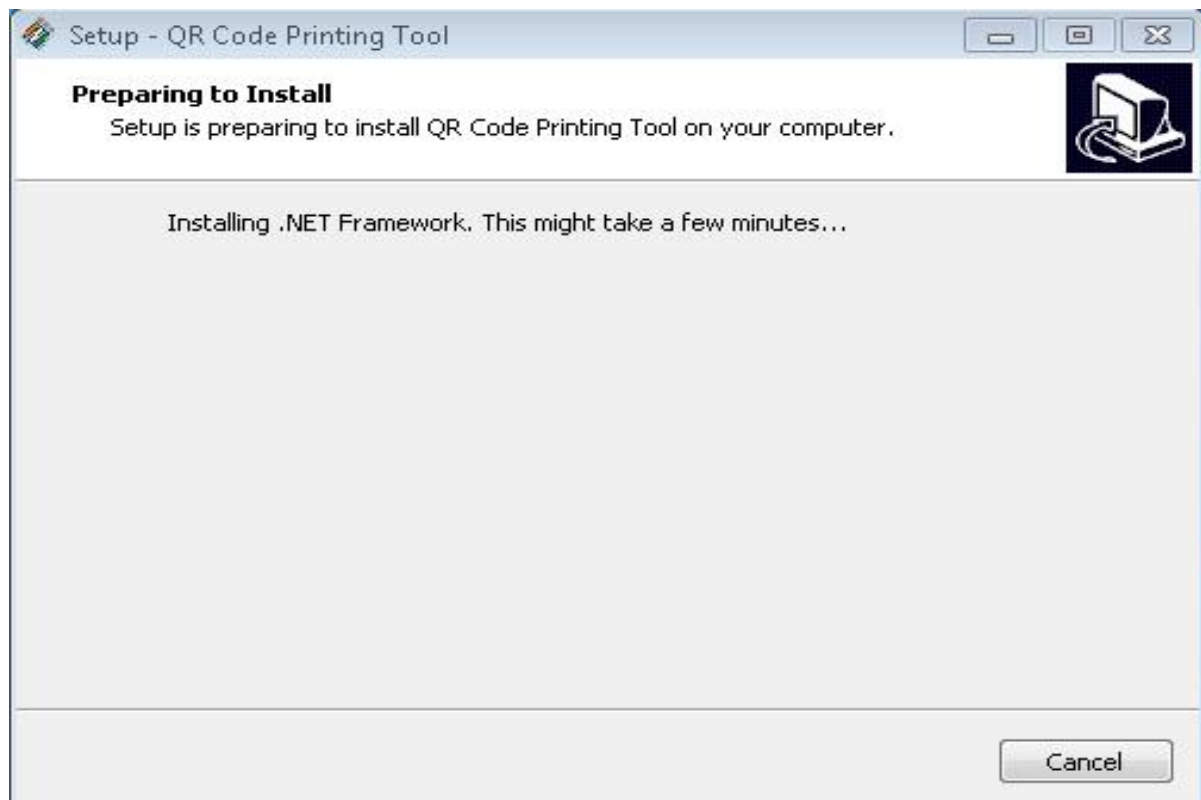 Setup - QR Code Printing Tool
Preparing to Install
Setup is preparing to install QR Code Printing Tool on your computer.
Installing .NET Framework. This might take a few minutes...
Cancel